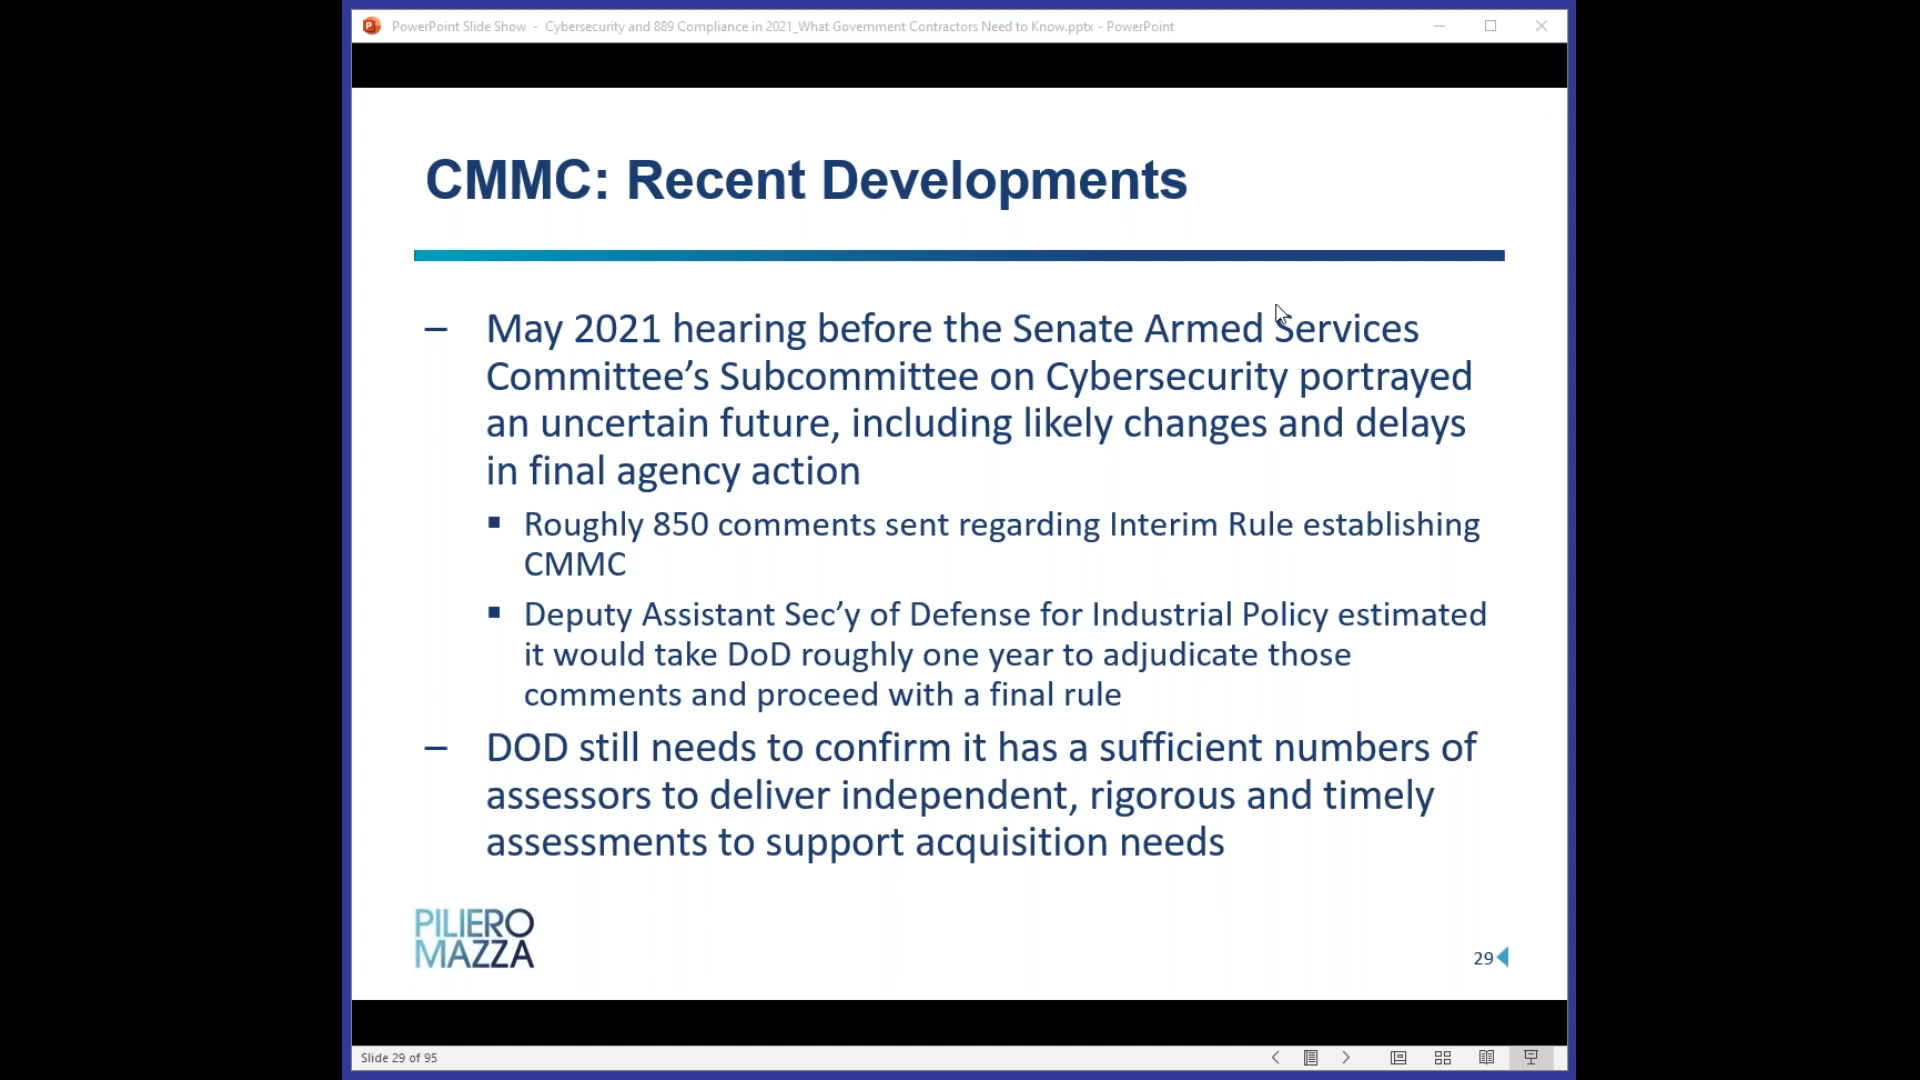 PowerPoint Slide Show - Cybersecurity and 889 Compliance in 2021_What Government Contractors Need to Know.pptx - PowerPoint
CMMC: Recent Developments
– May 2021 hearing before the Senate Armed Services
Committee’s Subcommittee on Cybersecurity portrayed
an uncertain future, including likely changes and delays
in final agency action
▪ Roughly 850 comments sent regarding Interim Rule establishing
CMMC
▪ Deputy Assistant Sec’y of Defense for Industrial Policy estimated
it would take DoD roughly one year to adjudicate those
comments and proceed with a final rule
– DOD still needs to confirm it has a sufficient numbers of
assessors to deliver independent, rigorous and timely
assessments to support acquisition needs
PILIERO
MAZZA
29
Slide 29 of 95